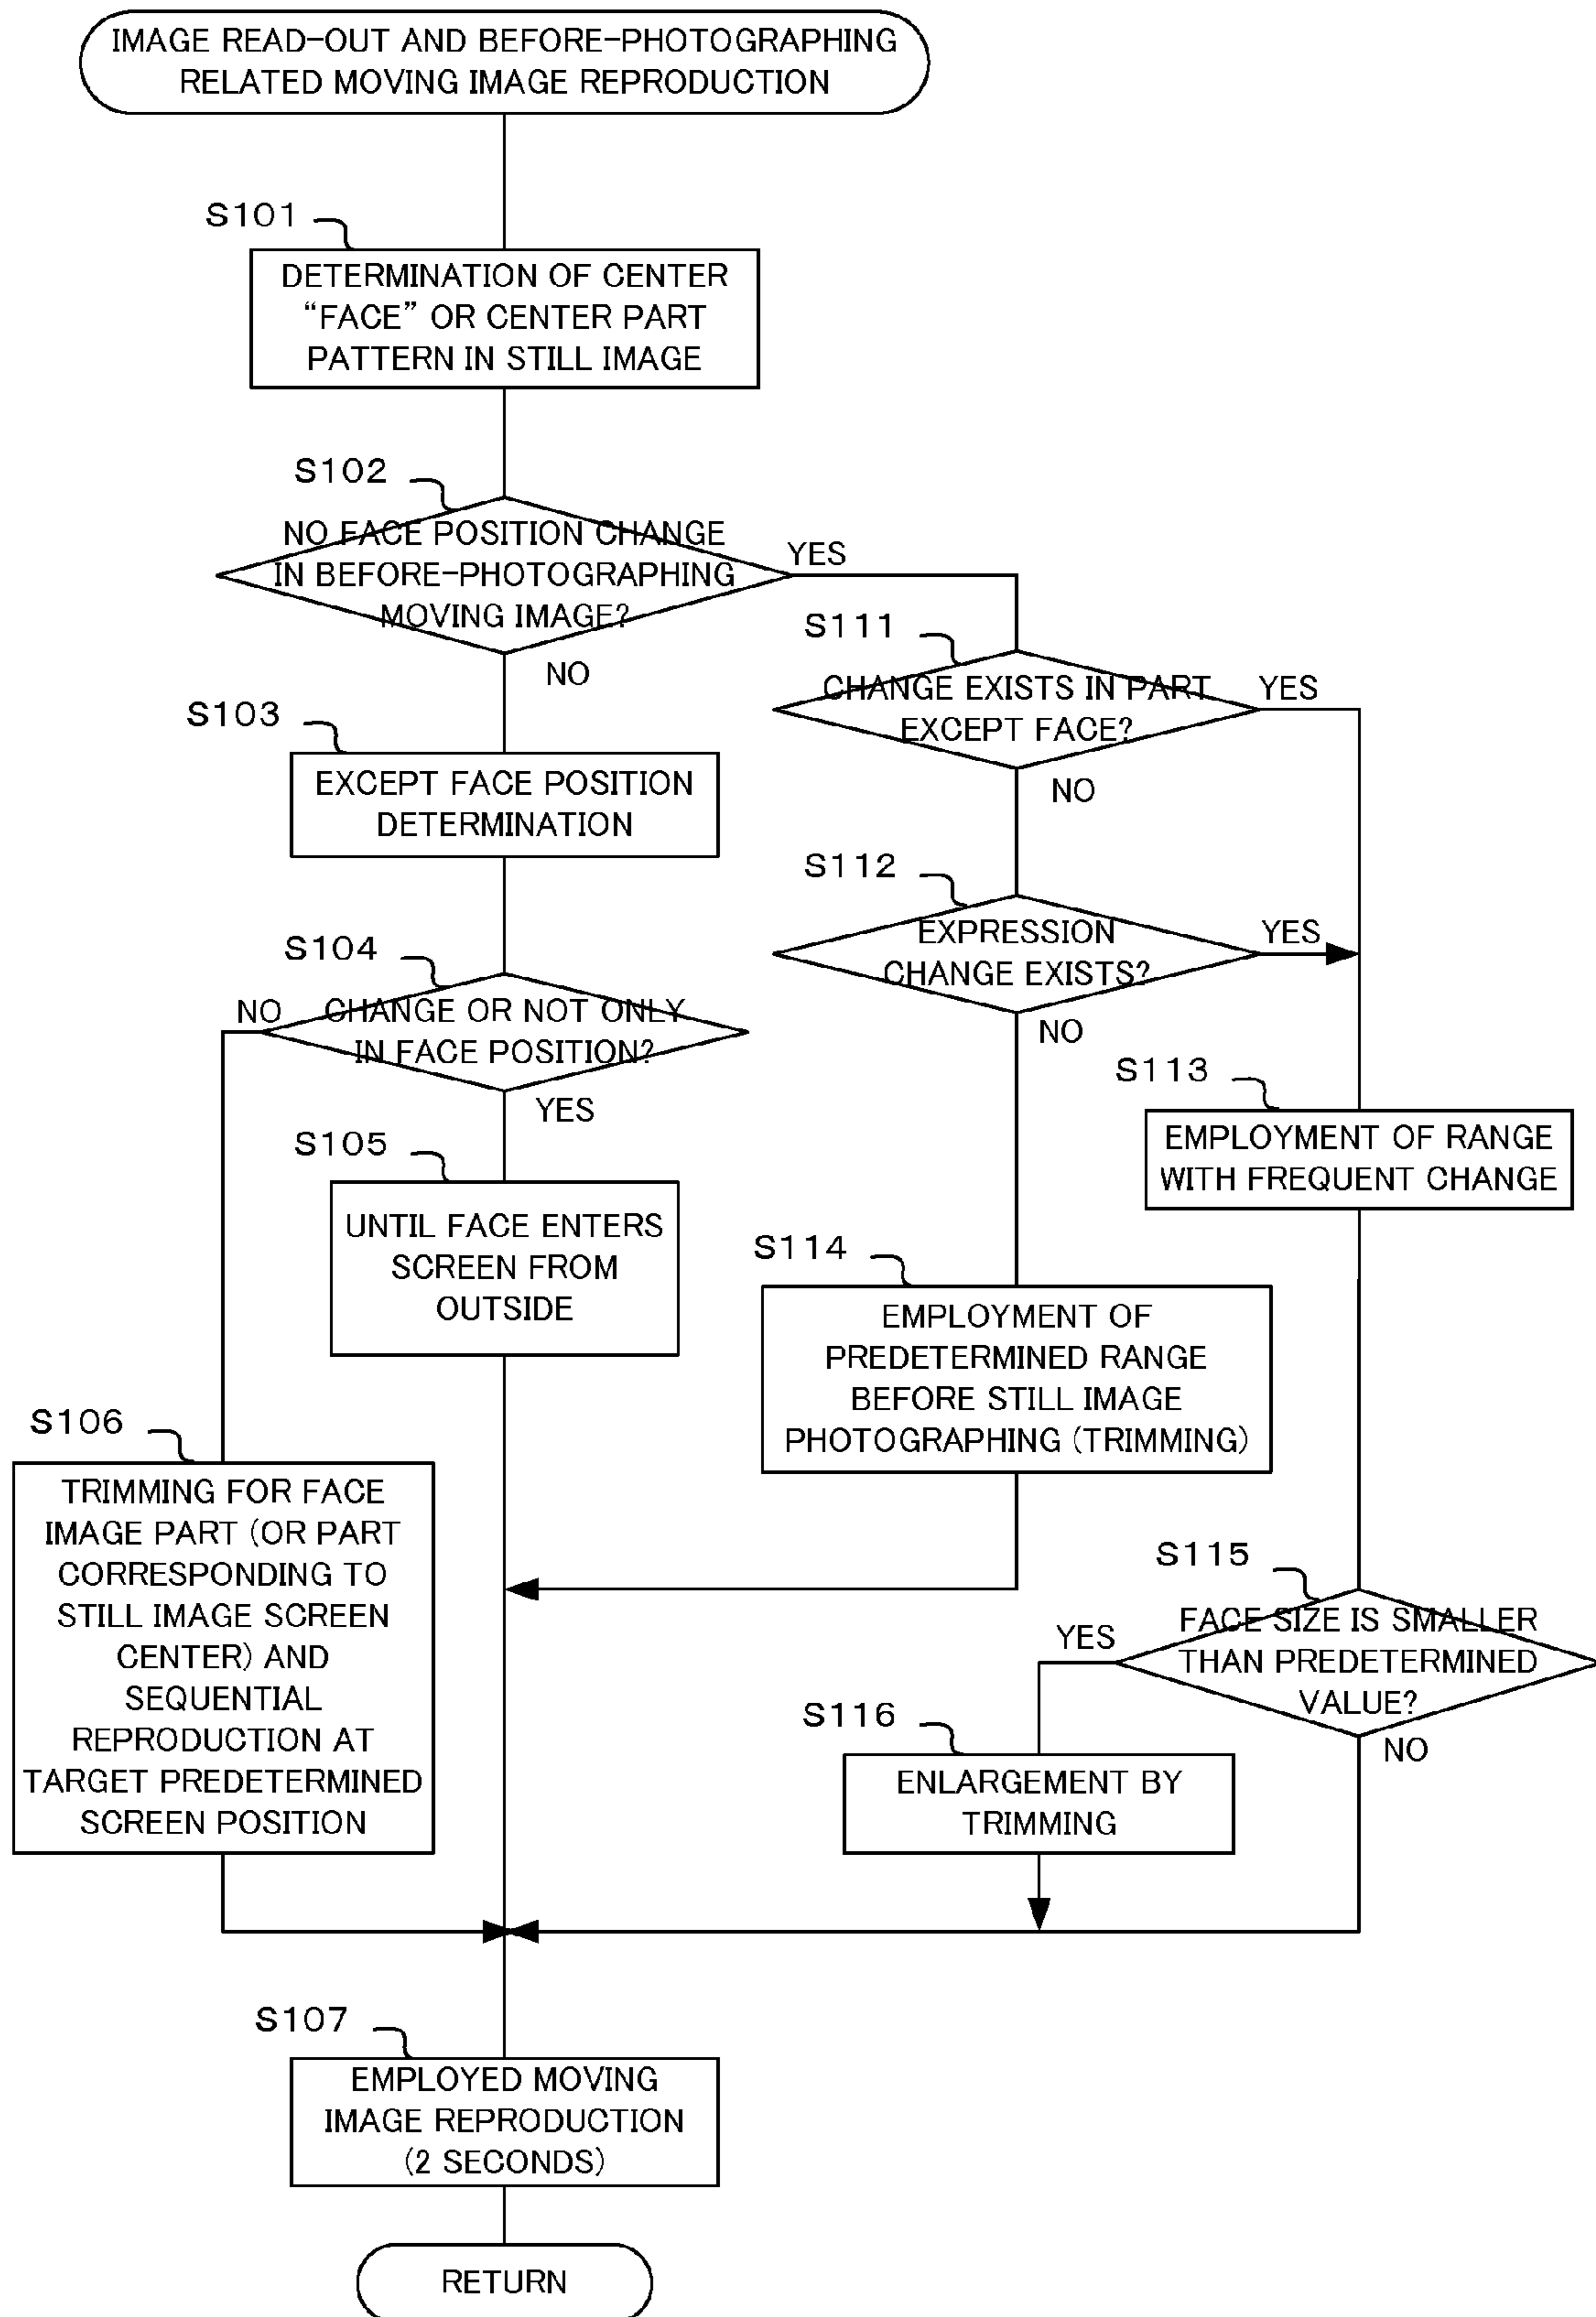 IMAGE READ-OUT AND BEFORE-PHOTOGRAPHING
RELATED MOVING IMAGE REPRODUCTION
S101
DETERMINATION OF CENTER
“FACE” OR CENTER PART
PATTERN IN STILL IMAGE
S102
NO FACE POSITION CHANGE
IN BEFORE-PHOTOGRAPHING
MOVING IMAGE?
YES
NO
S111
CHANGE EXISTS IN PART
EXCEPT FACE?
YES
NO
S103
EXCEPT FACE POSITION
DETERMINATION
S112
EXPRESSION
CHANGE EXISTS?
YES
NO
S104
CHANGE OR NOT ONLY
IN FACE POSITION?
NO
YES
S113
EMPLOYMENT OF RANGE
WITH FREQUENT CHANGE
S105
UNTIL FACE ENTERS
SCREEN FROM
OUTSIDE
S114
EMPLOYMENT OF
PREDETERMINED RANGE
BEFORE STILL IMAGE
PHOTOGRAPHING (TRIMMING)
S106
TRIMMING FOR FACE
IMAGE PART (OR PART
CORRESPONDING TO
STILL IMAGE SCREEN
CENTER) AND
SEQUENTIAL
REPRODUCTION AT
TARGET PREDETERMINED
SCREEN POSITION
S115
FACE SIZE IS SMALLER
THAN PREDETERMINED
VALUE?
YES
NO
S116
ENLARGEMENT BY
TRIMMING
S107
EMPLOYED MOVING
IMAGE REPRODUCTION
(2 SECONDS)
RETURN